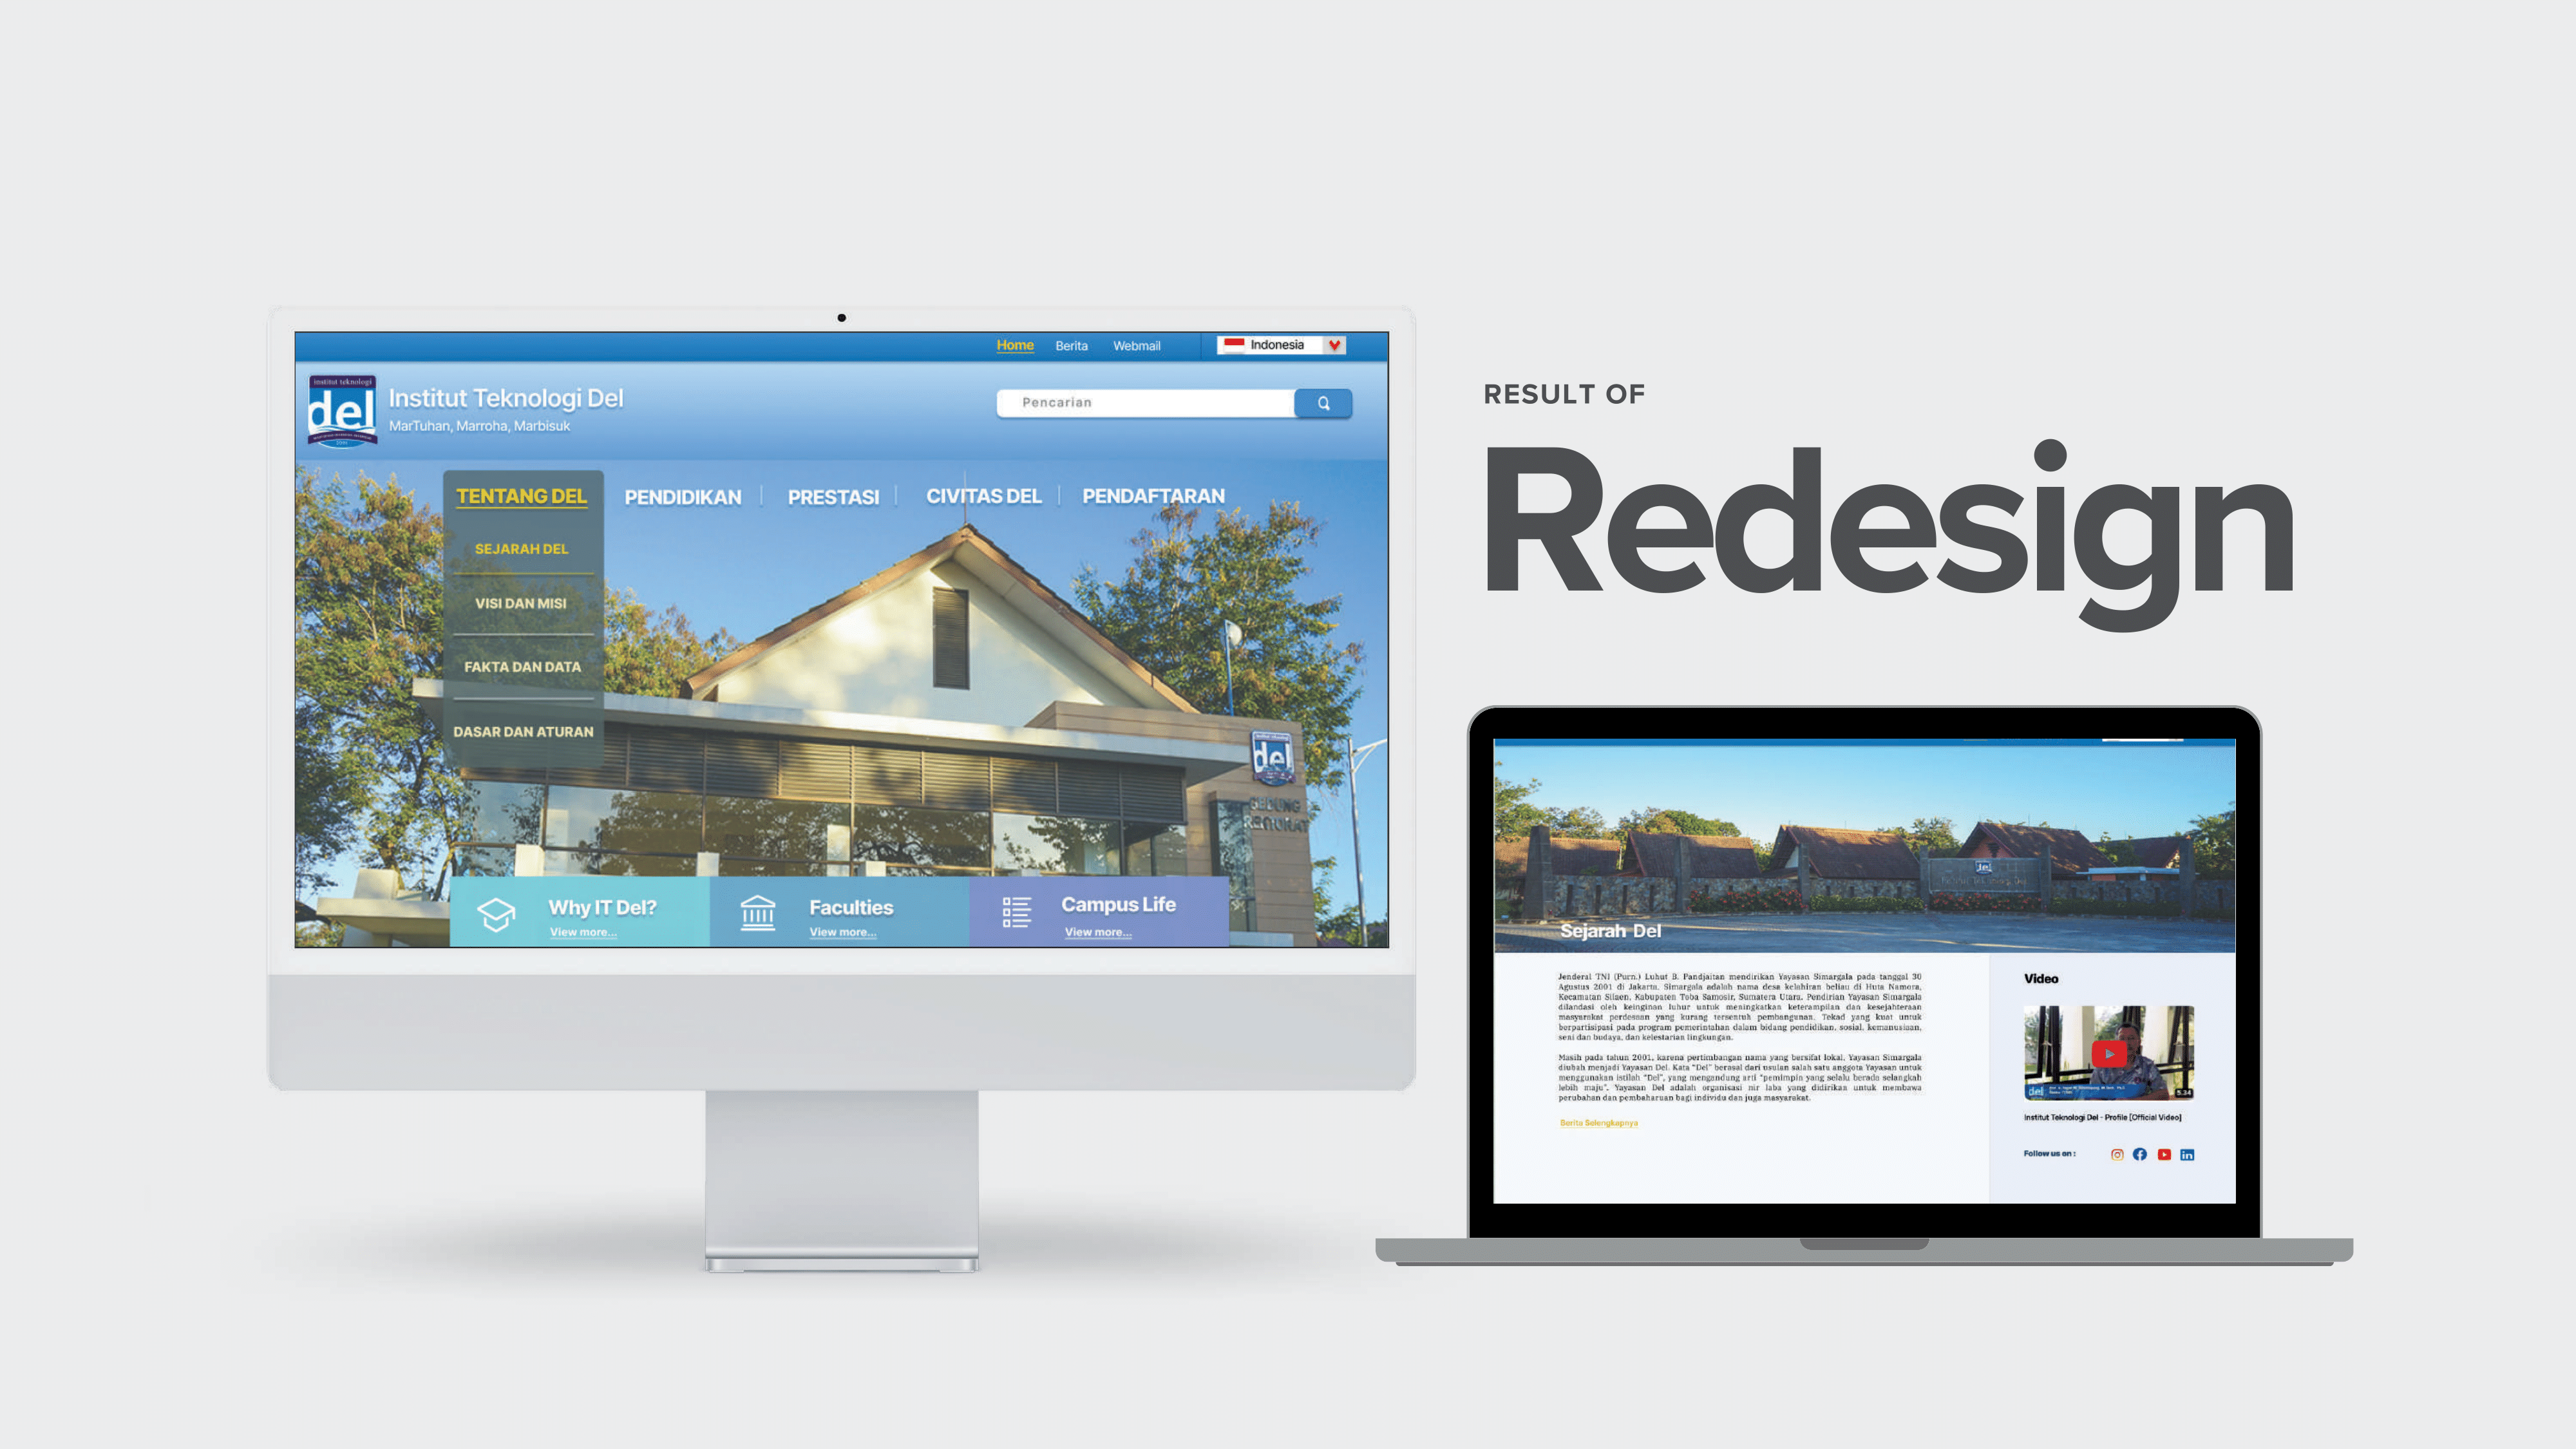 Home Berita Webmail Indonesia
institut teknologi
del
Institut Teknologi Del
MarTuhan, Marroha, Marbisuk
Pencarian
TENTANG DEL PENDIDIKAN PRESTASI CIVITAS DEL PENDAFTARAN
SEJARAH DEL
VISI DAN MISI
FAKTA DAN DATA
DASAR DAN ATURAN
del
GEDUNG
REKTORAT
Why IT Del?
View more...
Faculties
View more...
Campus Life
View more...
RESULT OF
Redesign
del
Sejarah Del
Jenderal TNI (Purn.) Luhut B. Pandjaitan mendirikan Yayasan Simargala pada tanggal 30
Agustus 2001 di Jakarta. Simargala adalah nama desa kelahiran beliau di Huta Namora,
Kecamatan Silaen, Kabupaten Toba Samosir, Sumatera Utara. Pendirian Yayasan Simargala
dilandasi oleh keinginan luhur untuk meningkatkan keterampilan dan kesejahteraan
masyarakat perdesaan yang kurang tersentuh pembangunan. Tekad yang kuat untuk
berpartisipasi pada program pemerintahan dalam bidang pendidikan, sosial, kemanusiaan,
seni dan budaya, dan kelestarian lingkungan.
Masih pada tahun 2001, karena pertimbangan nama yang bersifat lokal, Yayasan Simargala
diubah menjadi Yayasan Del. Kata "Del" berasal dari usulan salah satu anggota Yayasan untuk
menggunakan istilah "Del", yang mengandung arti "pemimpin yang selalu berada selangkah
lebih maju". Yayasan Del adalah organisasi nir laba yang didirikan untuk membawa
perubahan dan pembaharuan bagi individu dan juga masyarakat.
Berita Selengkapnya
Video
del
5.34
Institut Teknologi Del - Profile [Official Video]
Follow us on :